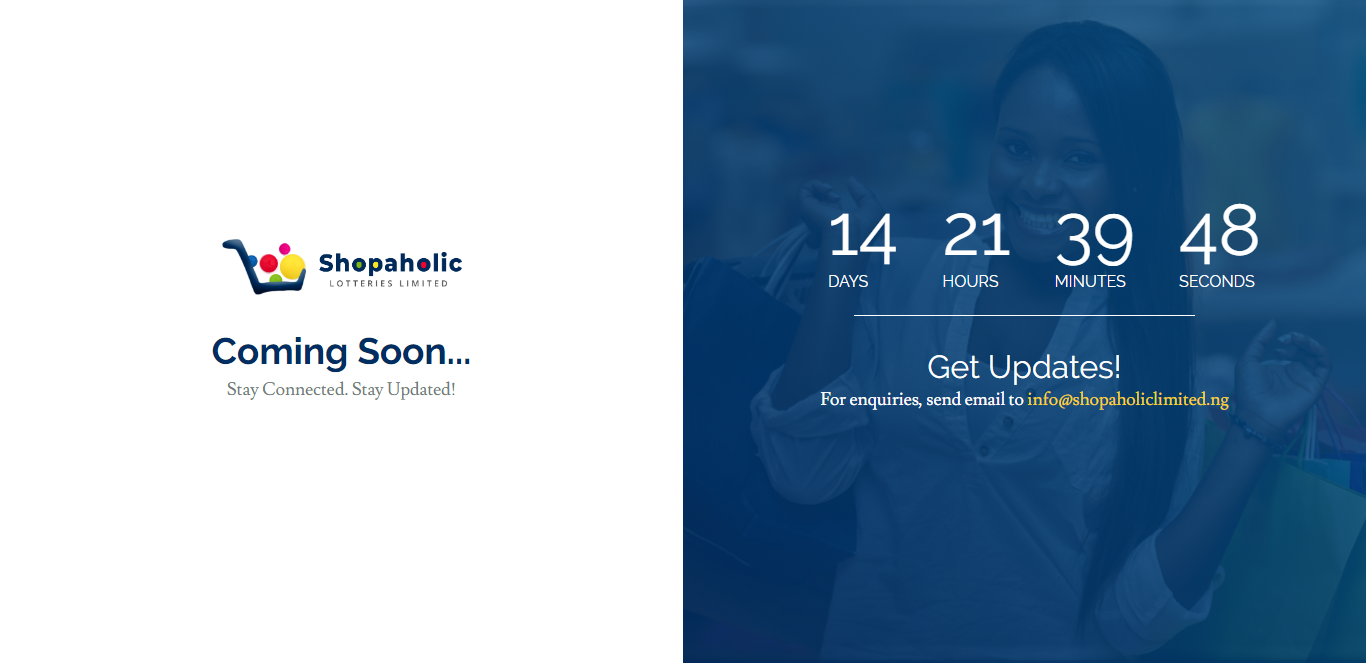 Shopaholic
LOTTERIES LIMITED
Coming Soon...
Stay Connected. Stay Updated!
14 21 39 48
DAYS HOURS MINUTES SECONDS
Get Updates!
For enquiries, send email to info@shopaholiclimited.ng